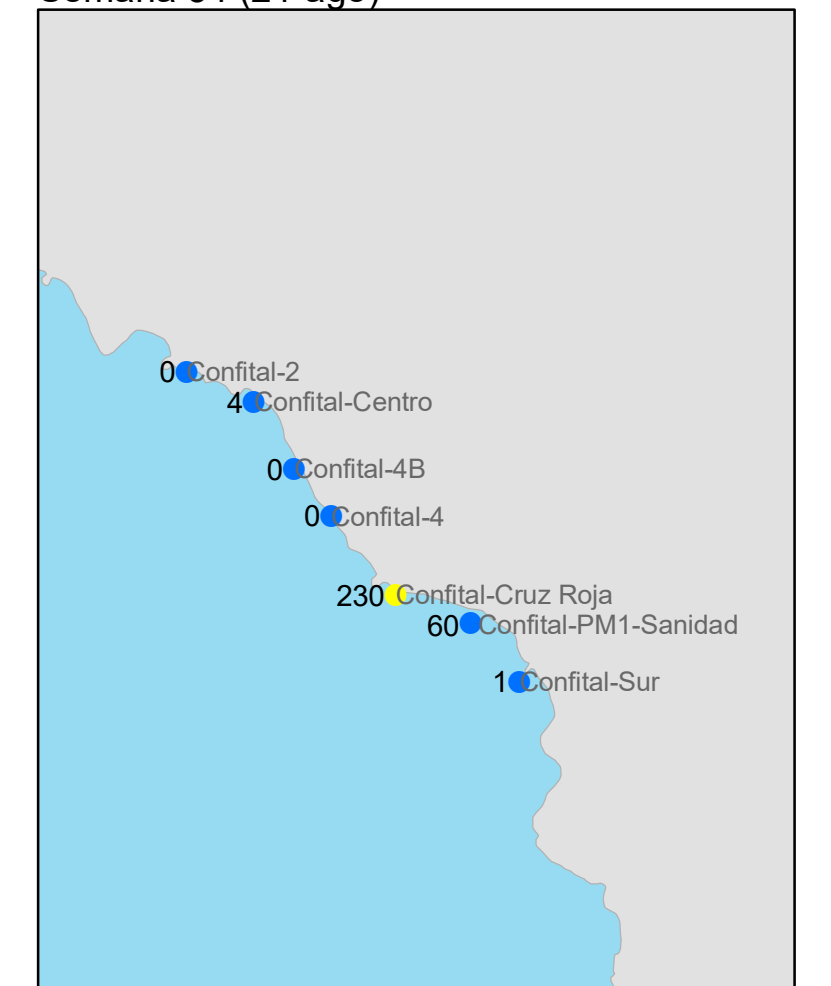 0 Confital-2
4 Confital-Centro
0 Confital-4B
0 Confital-4
230 Confital-Cruz Roja
60 Confital-PM1-Sanidad
1 Confital-Sur